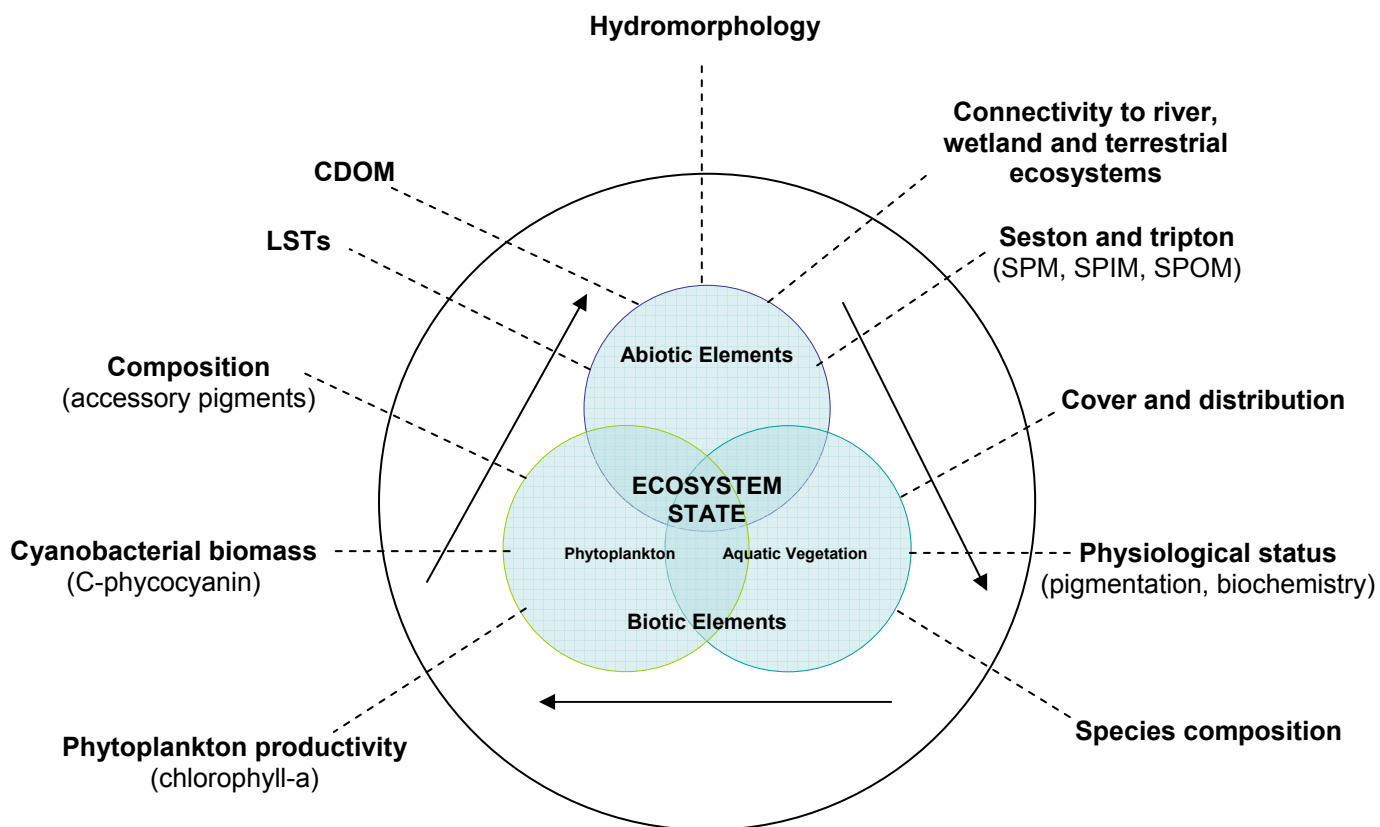 Hydromorphology
Connectivity to river,
wetland and terrestrial
ecosystems
CDOM
LSTs
Seston and tripton
(SPM, SPIM, SPOM)
Abiotic Elements
Composition
(accessory pigments)
Cover and distribution
ECOSYSTEM
STATE
Cyanobacterial biomass
(C-phycocyanin)
Phytoplankton
Aquatic Vegetation
Physiological status
(pigmentation, biochemistry)
Biotic Elements
Phytoplankton productivity
(chlorophyll-a)
Species composition